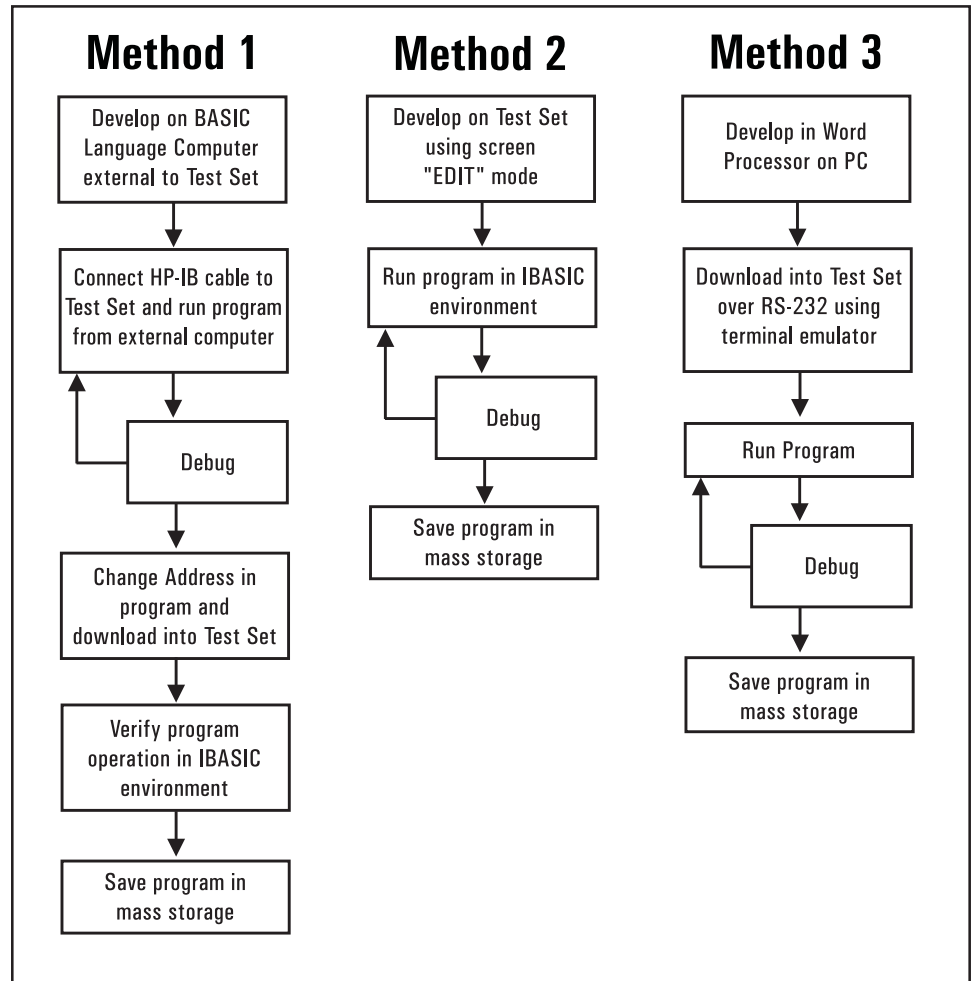 Method 1
Develop on BASIC
Language Computer
external to Test Set
Connect HP-IB cable to
Test Set and run program
from external computer
Debug
Change Address in
program and
download into Test Set
Verify program
operation in IBASIC
environment
Save program in
mass storage
Method 2
Develop on Test Set
using screen
"EDIT" mode
Run program in IBASIC
environment
Debug
Save program in
mass storage
Method 3
Develop in Word
Processor on PC
Download into Test Set
over RS-232 using
terminal emulator
Run Program
Debug
Save program in
mass storage